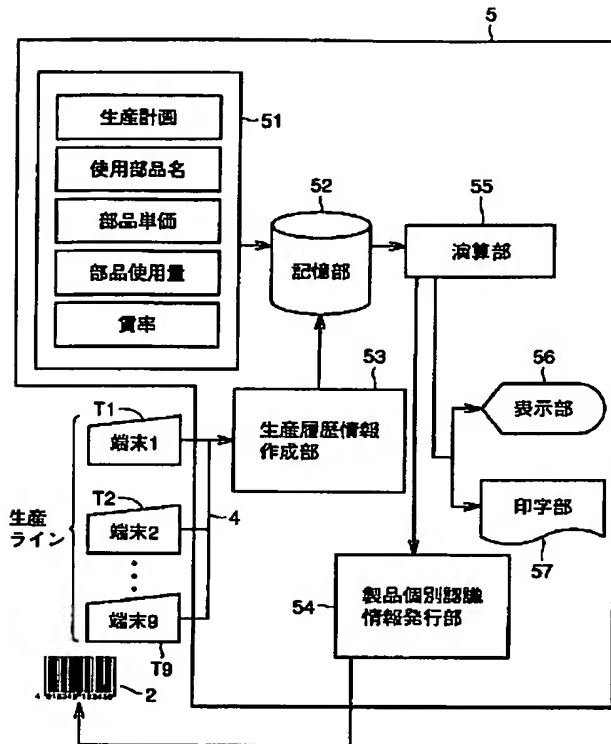 5
生産計画
使用部品名
部品単価
部品使用量
賃率
51
52
記憶部
55
演算部
53
生産履歴情報
作成部
56
表示部
印字部
57
T1
端末1
T2
端末2
端末9
T9
生産
ライン
4
54
製品個別認識
情報発行部
2